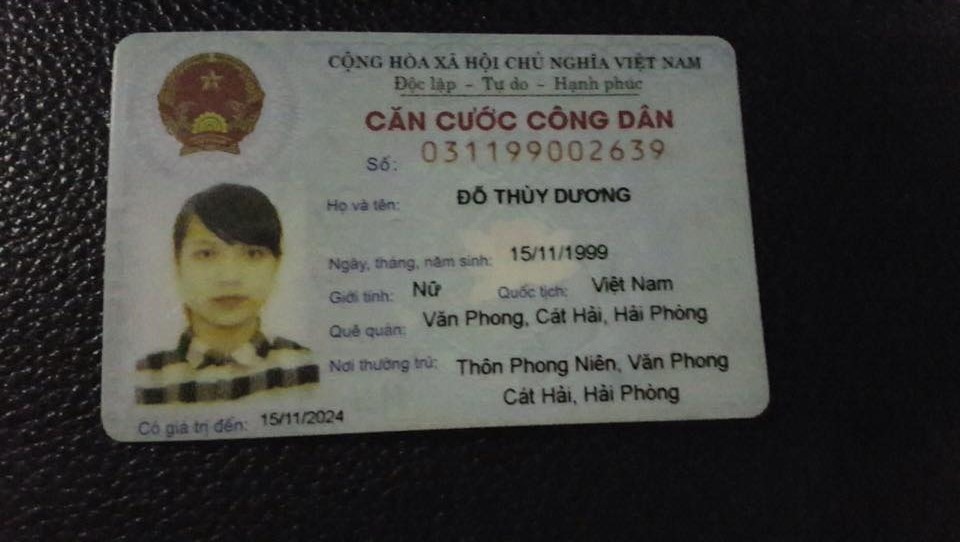 CỘNG HÒA XÃ HỘI CHỦ NGHĨA VIỆT NAM
Độc lập - Tự do - Hạnh phúc
CĂN CƯỚC CÔNG DÂN
Số: 031199002639
Họ và tên: ĐỖ THÙY DƯƠNG
Ngày, tháng, năm sinh: 15/11/1999
Giới tính: Nữ Quốc tịch: Việt Nam
Quê quán: Văn Phong, Cát Hải, Hải Phòng
Nơi thường trú: Thôn Phong Niên, Văn Phong
Cát Hải, Hải Phòng
Có giá trị đến: 15/11/2024